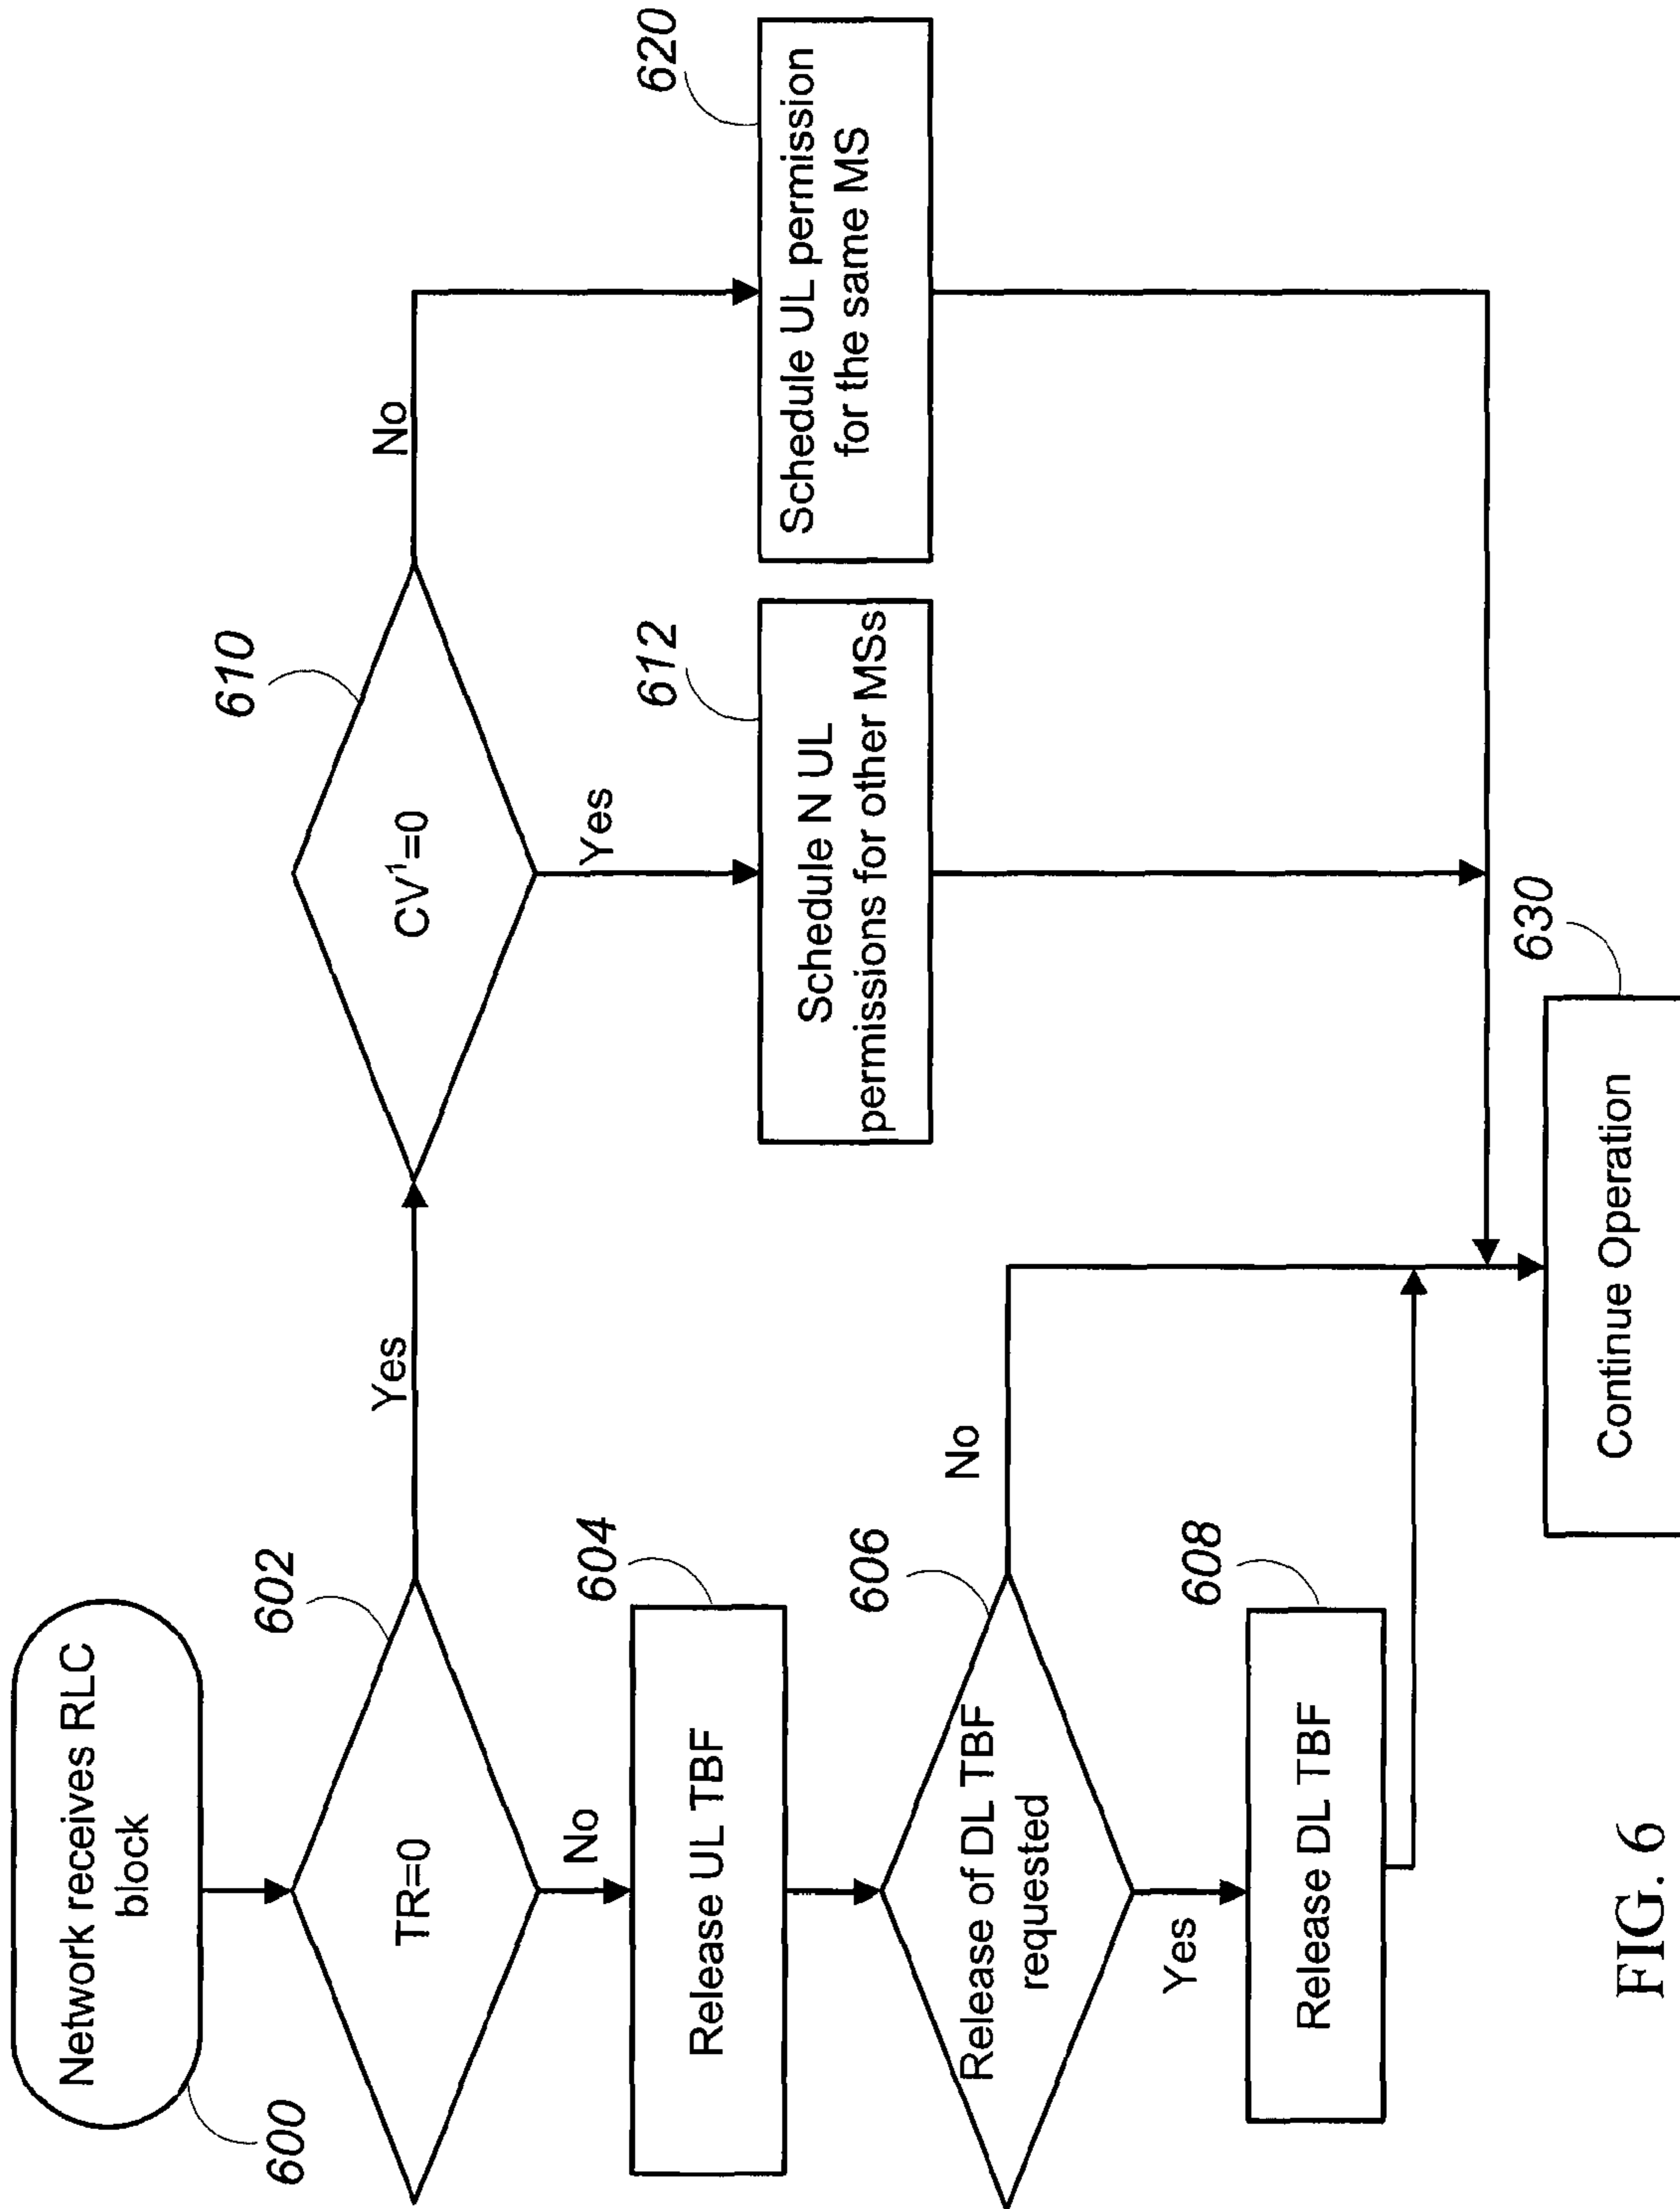 Network receives RLC
block
600
TR=0
602
Yes
No
Release UL TBF
604
Release of DL TBF
requested
606
No
Yes
Release DL TBF
608
CV¹=0
610
No
Yes
Schedule N UL
permissions for other MSs
612
Schedule UL permission
for the same MS
620
Continue Operation
630
FIG. 6